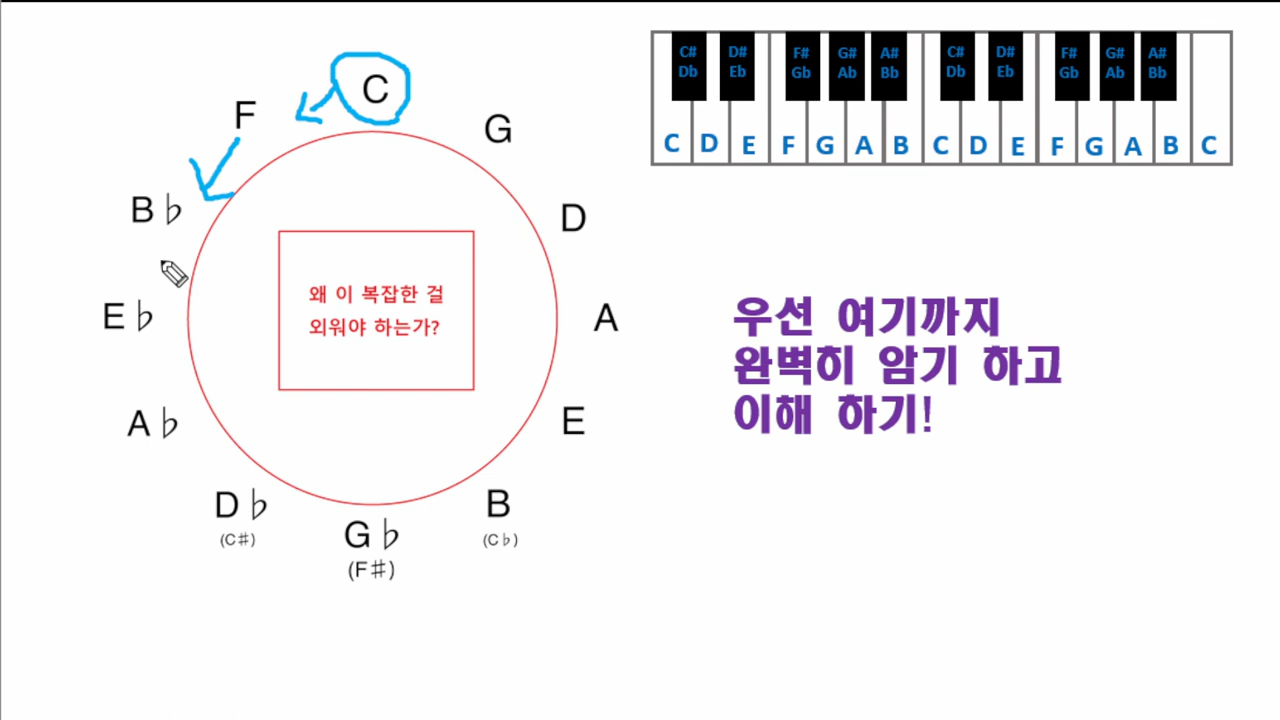 C# D# F# G# A# C# D# F# G# A#
Db Eb Gb Ab Bb Db Eb Gb Ab Bb
C D E F G A B C D E F G A B C
C
F
G
B♭
D
E♭
A
A♭
E
D♭
(C♯)
B
(C♭)
G♭
(F♯)
왜 이 복잡한 걸
외워야 하는가?
우선 여기까지
완벽히 암기 하고
이해 하기!